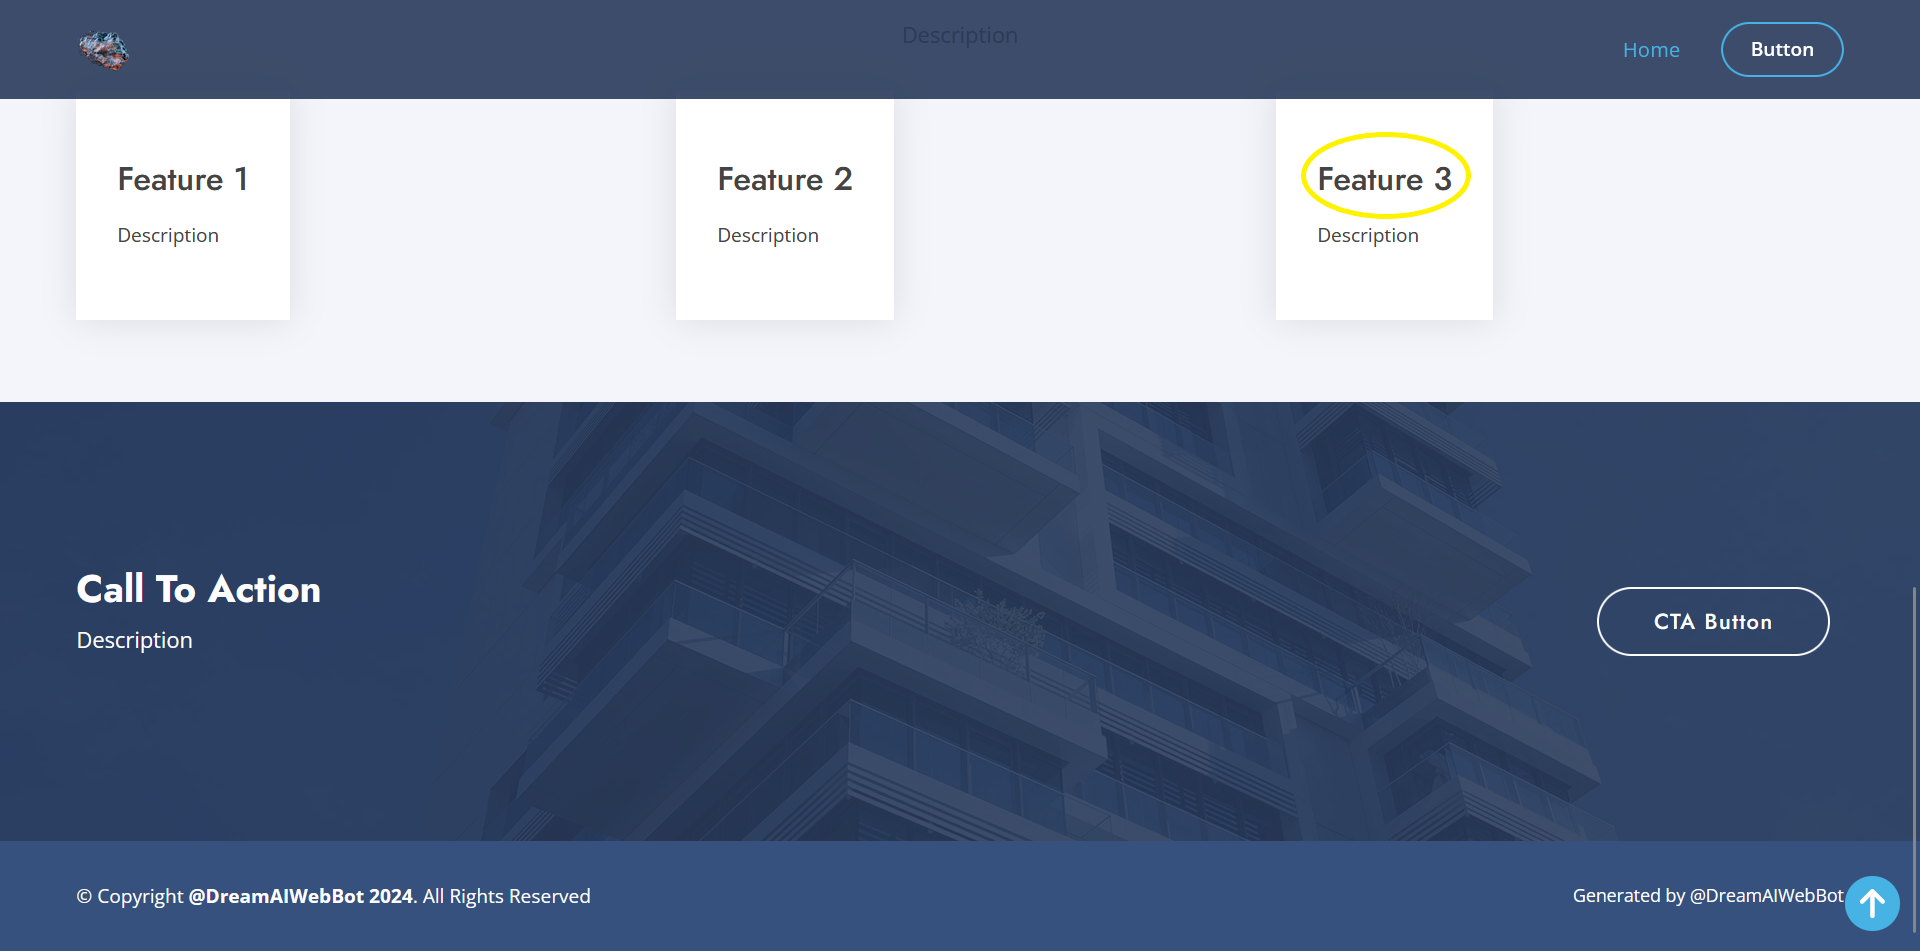 Description
Home
Button
Feature 1
Description
Feature 2
Description
Feature 3
Description
Call To Action
Description
CTA Button
© Copyright @DreamAIWebBot 2024. All Rights Reserved
Generated by @DreamAIWebBot